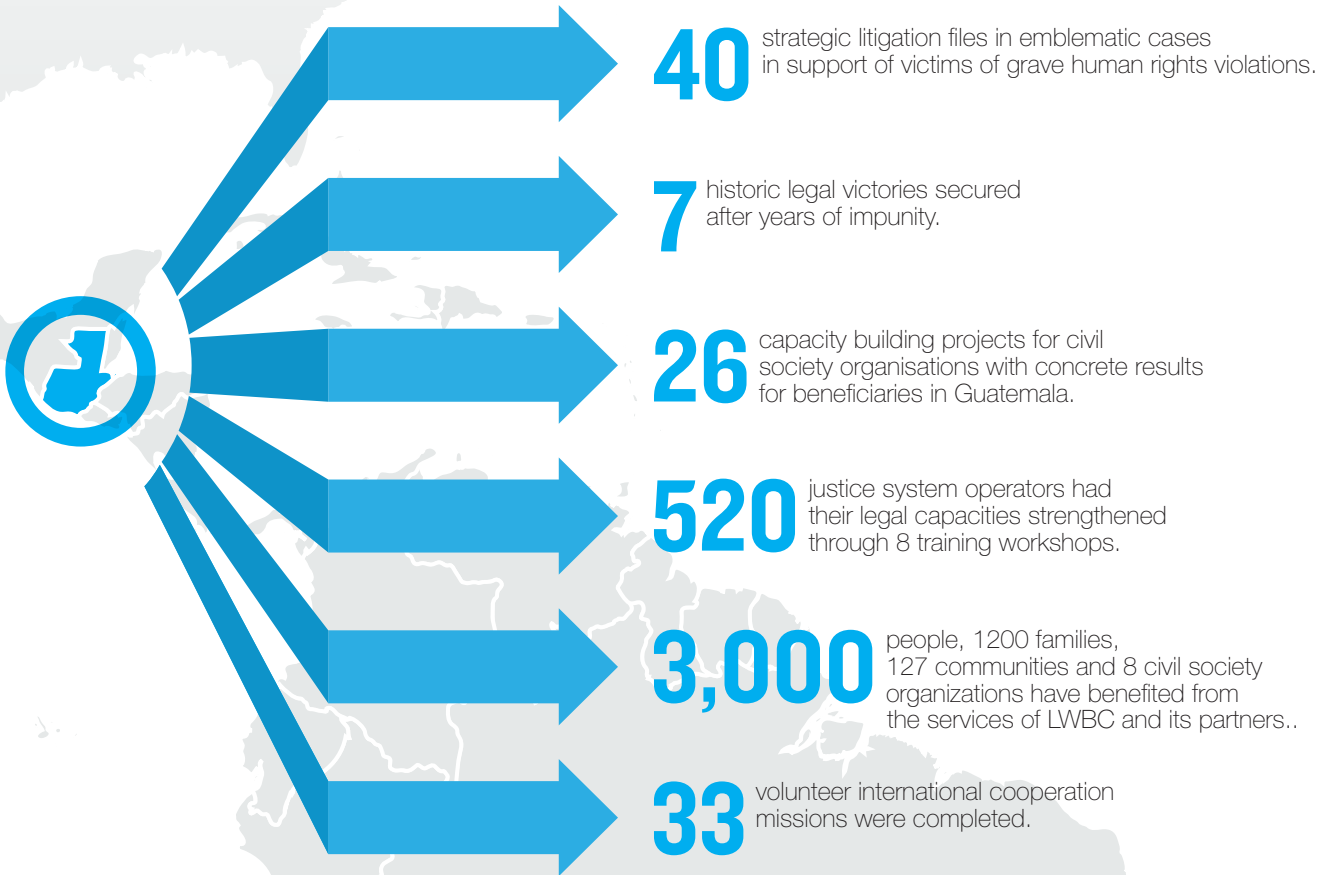 40 strategic litigation files in emblematic cases
in support of victims of grave human rights violations.
7 historic legal victories secured
after years of impunity.
26 capacity building projects for civil
society organisations with concrete results
for beneficiaries in Guatemala.
520 justice system operators had
their legal capacities strengthened
through 8 training workshops.
3,000 people, 1200 families,
127 communities and 8 civil society
organizations have benefited from
the services of LWBC and its partners..
33 volunteer international cooperation
missions were completed.